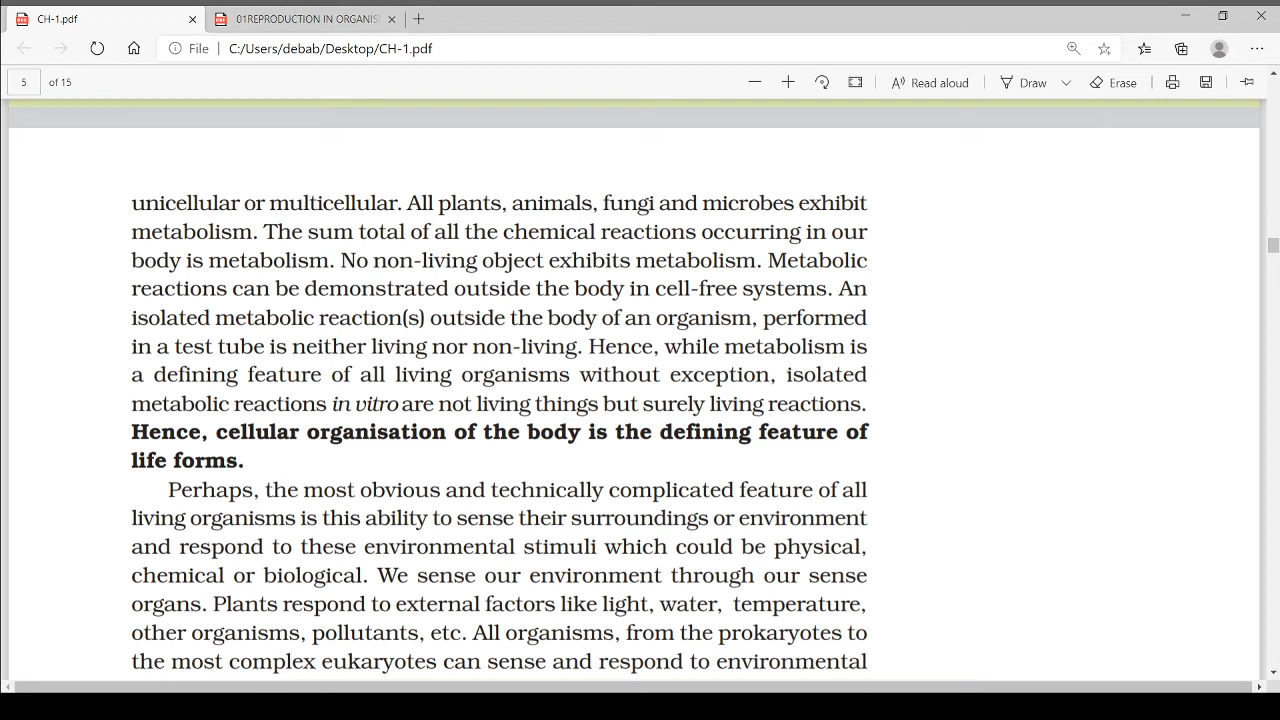 CH-1.pdf
01REPRODUCTION IN ORGANIS
File
C:/Users/debab/Desktop/CH-1.pdf
5 of 15
Read aloud
Draw
Erase
unicellular or multicellular. All plants, animals, fungi and microbes exhibit
metabolism. The sum total of all the chemical reactions occurring in our
body is metabolism. No non-living object exhibits metabolism. Metabolic
reactions can be demonstrated outside the body in cell-free systems. An
isolated metabolic reaction(s) outside the body of an organism, performed
in a test tube is neither living nor non-living. Hence, while metabolism is
a defining feature of all living organisms without exception, isolated
metabolic reactions in vitro are not living things but surely living reactions.
Hence, cellular organisation of the body is the defining feature of
life forms.
Perhaps, the most obvious and technically complicated feature of all
living organisms is this ability to sense their surroundings or environment
and respond to these environmental stimuli which could be physical,
chemical or biological. We sense our environment through our sense
organs. Plants respond to external factors like light, water, temperature,
other organisms, pollutants, etc. All organisms, from the prokaryotes to
the most complex eukaryotes can sense and respond to environmental